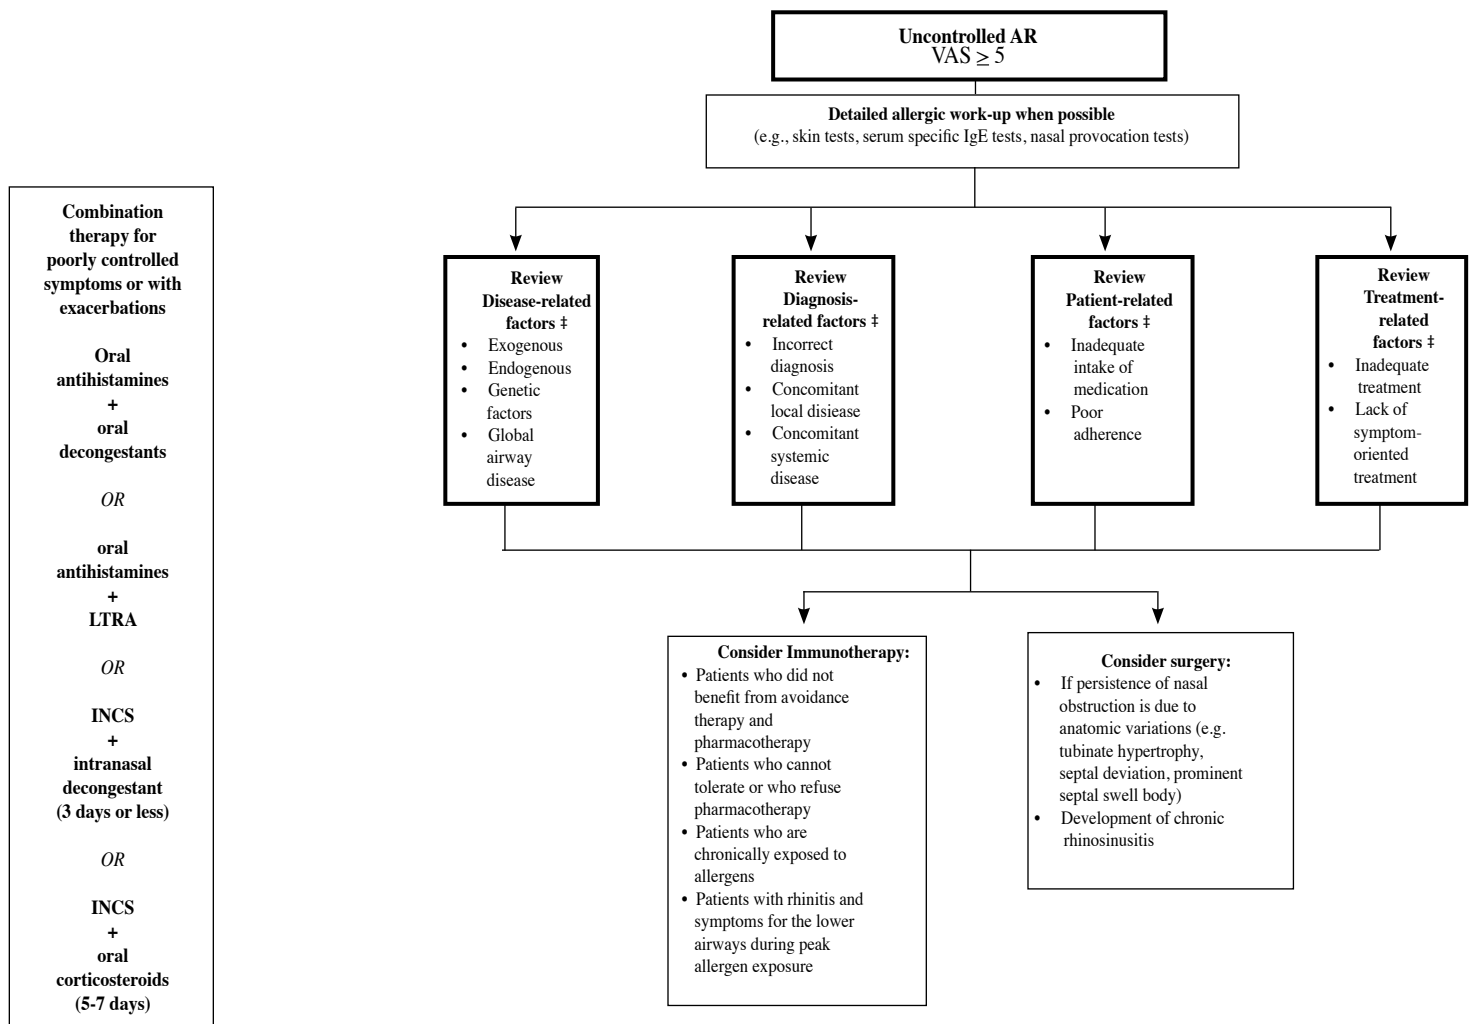 Uncontrolled AR
VAS ≥ 5
Detailed allergic work-up when possible
(e.g., skin tests, serum specific IgE tests, nasal provocation tests)
Combination
therapy for
poorly controlled
symptoms or with
exacerbations
Oral
antihistamines
+
oral
decongestants
OR
oral
antihistamines
+
LTRA
OR
INCS
+
intranasal
decongestant
(3 days or less)
OR
INCS
+
oral
corticosteroids
(5-7 days)
Review
Disease-related
factors ‡
• Exogenous
• Endogenous
• Genetic
factors
• Global
airway
disease
Review
Diagnosis-
related factors ‡
• Incorrect
diagnosis
• Concomitant
local disiease
• Concomitant
systemic
disease
Review
Patient-related
factors ‡
• Inadequate
intake of
medication
• Poor
adherence
Review
Treatment-
related
factors ‡
• Inadequate
treatment
• Lack of
symptom-
oriented
treatment
Consider Immunotherapy:
• Patients who did not
benefit from avoidance
therapy and
pharmacotherapy
• Patients who cannot
tolerate or who refuse
pharmacotherapy
• Patients who are
chronically exposed to
allergens
• Patients with rhinitis and
symptoms for the lower
airways during peak
allergen exposure
Consider surgery:
• If persistence of nasal
obstruction is due to
anatomic variations (e.g.
tubinate hypertrophy,
septal deviation, prominent
septal swell body)
• Development of chronic
rhinosinusitis